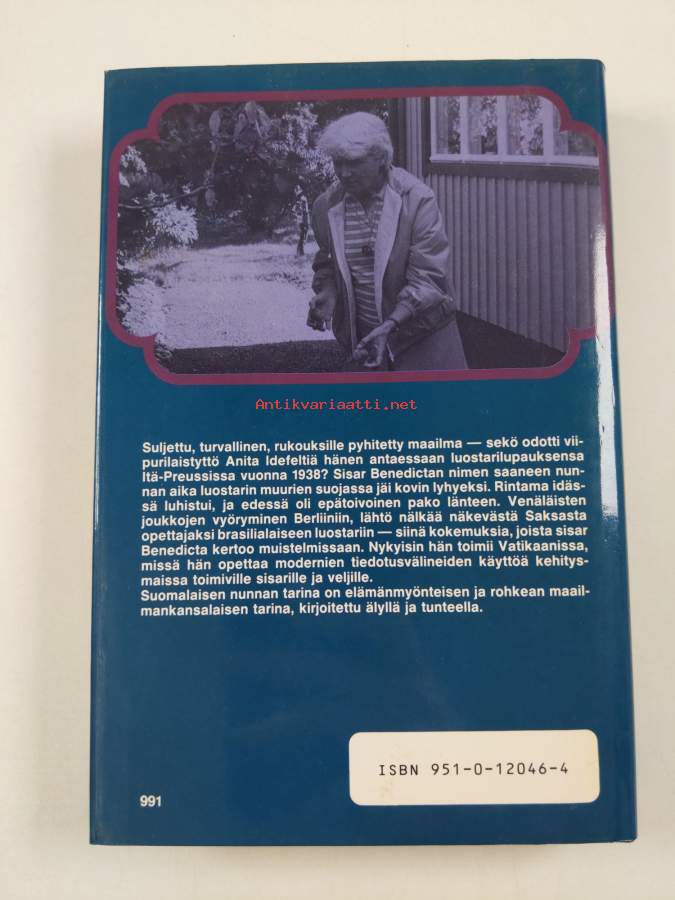 Antikvariaatti.net
Suljettu, turvallinen, rukouksille pyhitetty maailma — sekö odotti vii-
purilaistyttö Anita Idefeltiä hänen antaessaan luostarilupauksensa
Itä-Preussissa vuonna 1938? Sisar Benedictan nimen saaneen nun-
nan aika luostarin muurien suojassa jäi kovin lyhyeksi. Rintama idäs-
sä luhistui, ja edessä oli epätoivoinen pako länteen. Venäläisten
joukkojen vyöryminen Berliiniin, lähtö nälkää näkevästä Saksasta
opettajaksi brasilialaiseen luostariin — siinä kokemuksia, joista sisar
Benedicta kertoo muistelmissaan. Nykyisin hän toimii Vatikaanissa,
missä hän opettaa modernien tiedotusvälineiden käyttöä kehitys-
maissa toimiville sisarille ja veljille.
Suomalaisen nunnan tarina on elämänmyönteisen ja rohkean maail-
mankansalaisen tarina, kirjoitettu älyllä ja tunteella.
ISBN 951-0-12046-4
991